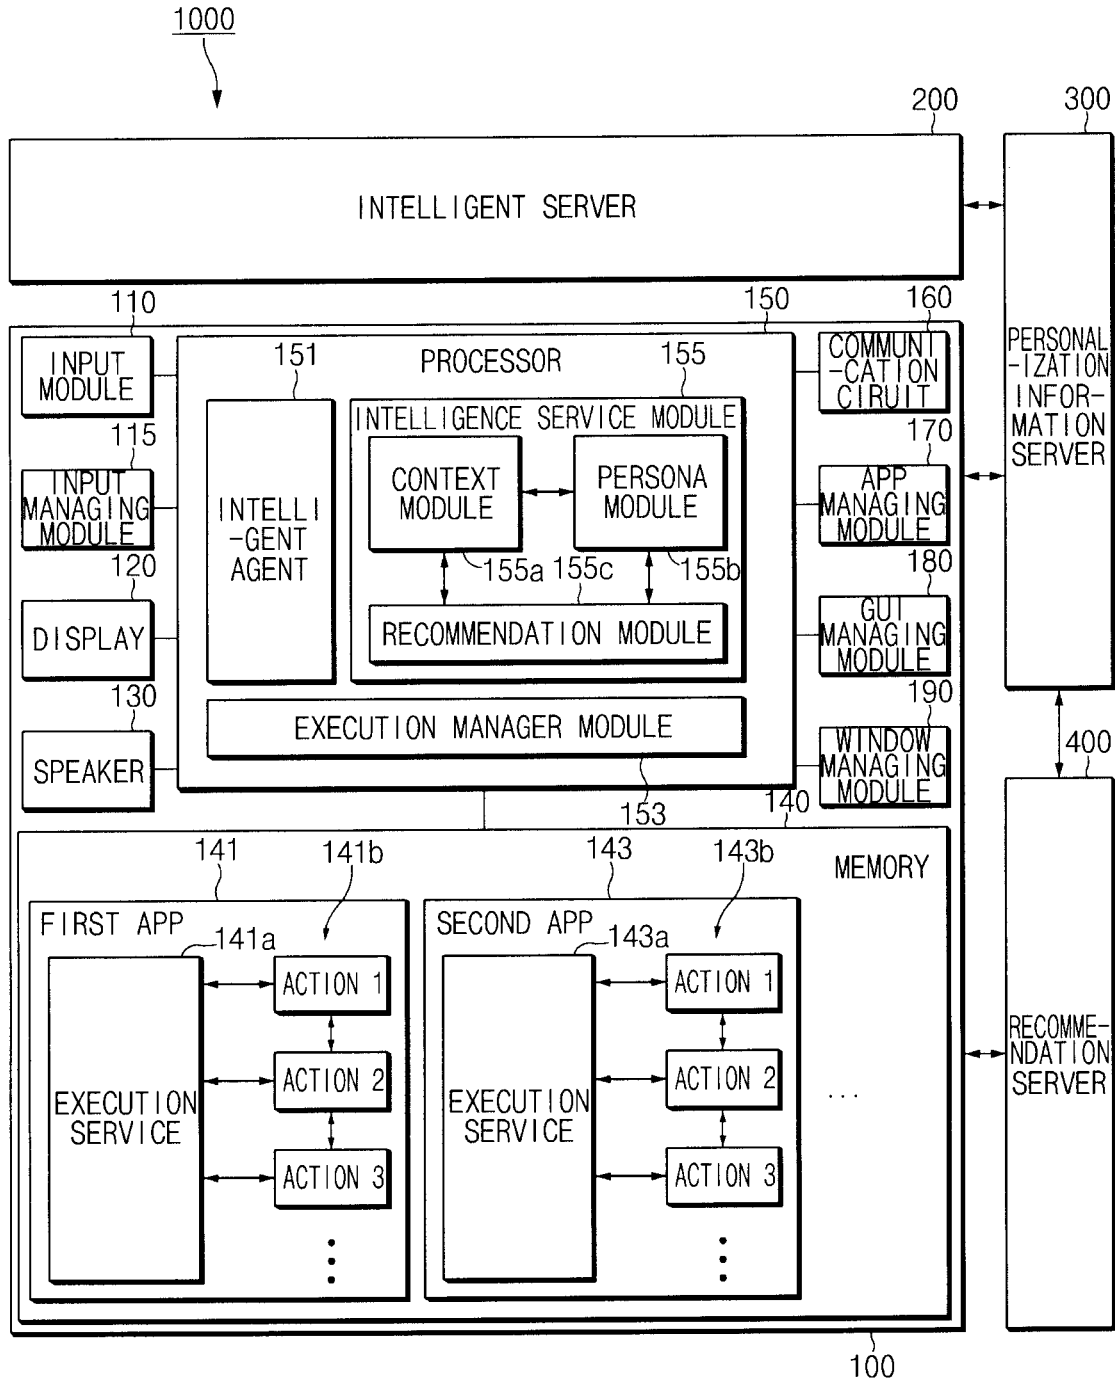 1000
200
300
INTELLIGENT SERVER
PERSONAL
-IZATION
INFOR-
MATION
SERVER
110
150
160
INPUT
MODULE
151
PROCESSOR
155
COMMUNI
-CATION
CIRUIT
INTELLIGENCE SERVICE MODULE
115
170
INPUT
MANAGING
MODULE
INTELLI
-GENT
AGENT
CONTEXT
MODULE
PERSONA
MODULE
APP
MANAGING
MODULE
155a
155c
155b
120
180
DISPLAY
RECOMMENDATION MODULE
GUI
MANAGING
MODULE
130
190
SPEAKER
EXECUTION MANAGER MODULE
WINDOW
MANAGING
MODULE
400
153
140
141
141b
143
143b
MEMORY
FIRST APP
SECOND APP
141a
143a
ACTION 1
ACTION 1
EXECUTION
SERVICE
ACTION 2
EXECUTION
SERVICE
ACTION 2
...
ACTION 3
ACTION 3
RECOMME-
NDATION
SERVER
100